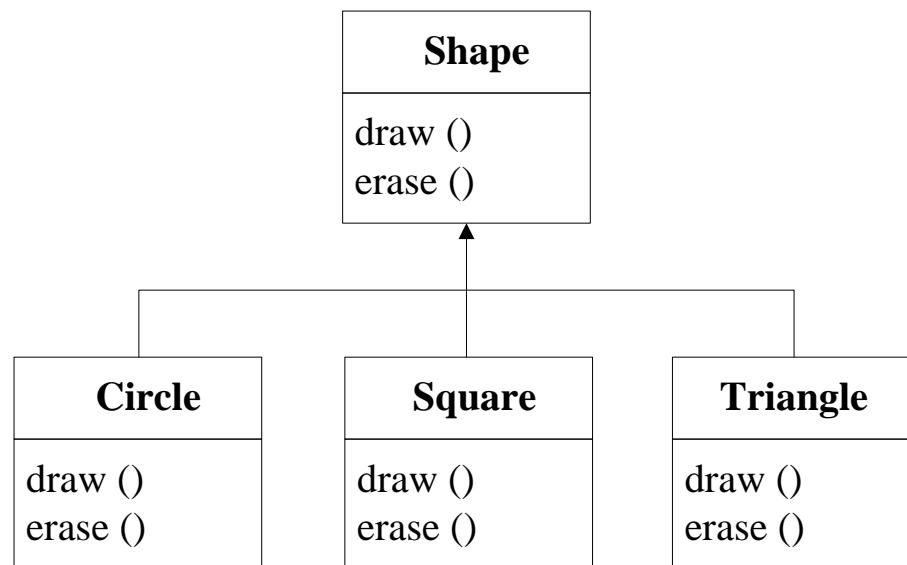 Shape
draw ()
erase ()
Circle
draw ()
erase ()
Square
draw ()
erase ()
Triangle
draw ()
erase ()